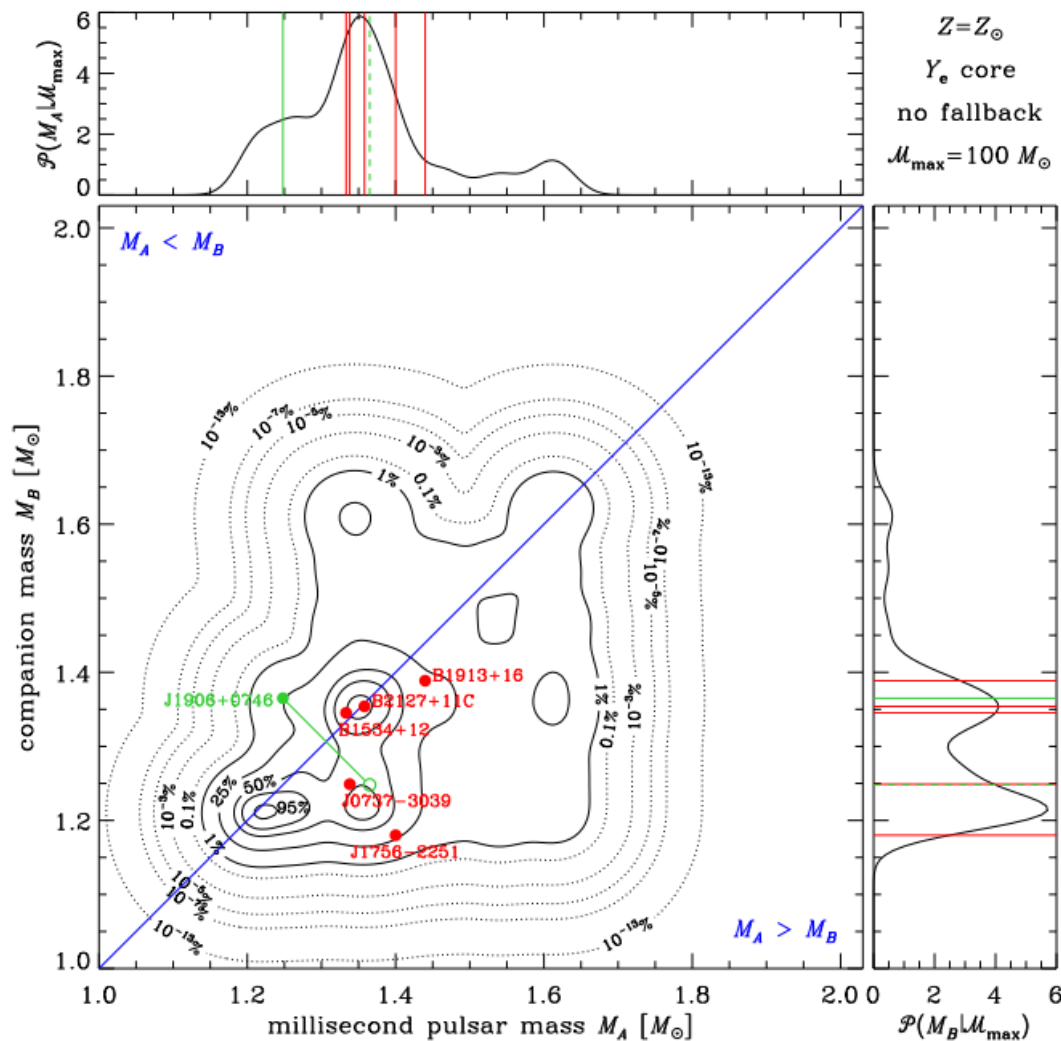 𝒫(M_A|ℳ_max)
6
4
2
0
Z=Z_⊙
Y_e core
no fallback
ℳ_max=100 M_⊙
M_A < M_B
M_A > M_B
companion mass M_B [M_⊙]
2.0
1.8
1.6
1.4
1.2
1.0
10⁻¹³%
10⁻⁷%
10⁻⁵%
10⁻³%
0.1%
1%
10⁻¹³%
10⁻⁷%
10⁻⁵%
10⁻³%
0.1%
1%
J1906+0746
B1913+16
B2127+11C
B1534+12
J0737-3039
J1756-2251
25%
50%
95%
10⁻³%
0.1%
1%
10⁻⁵%
10⁻⁷%
10⁻¹³%
10⁻¹³%
1.0 1.2 1.4 1.6 1.8 2.0
millisecond pulsar mass M_A [M_⊙]
0 2 4 6
𝒫(M_B|ℳ_max)